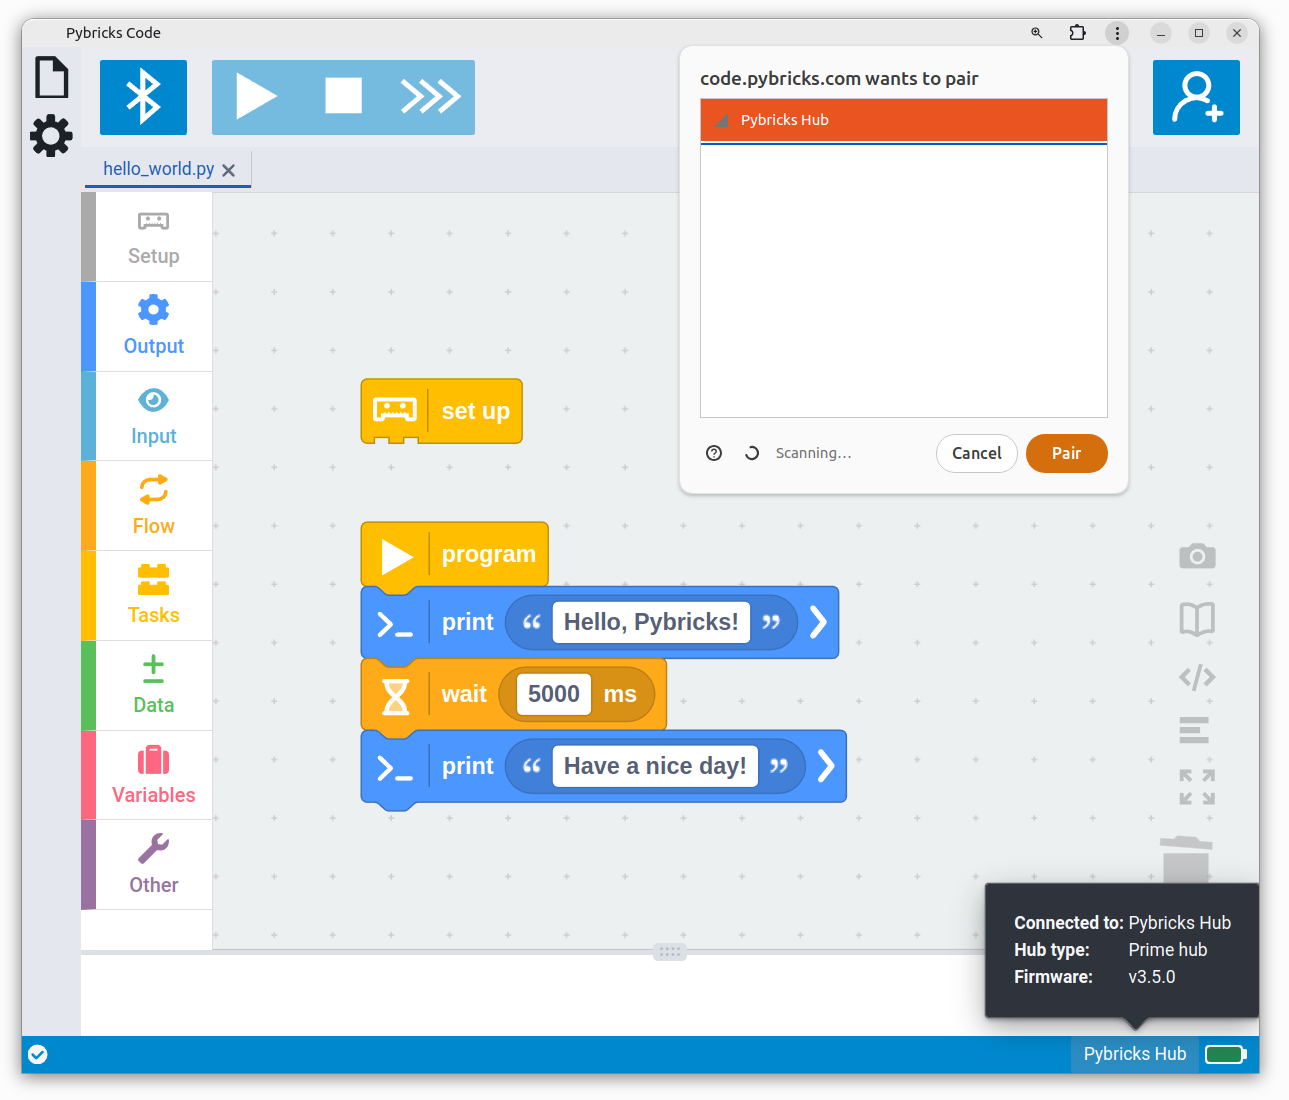 Pybricks Code
code.pybricks.com wants to pair
Pybricks Hub
Scanning...
Cancel
Pair
hello_world.py
Setup
Output
Input
Flow
Tasks
Data
Variables
Other
set up
program
print “ Hello, Pybricks! ”
wait 5000 ms
print “ Have a nice day! ”
Connected to: Pybricks Hub
Hub type: Prime hub
Firmware: v3.5.0
Pybricks Hub